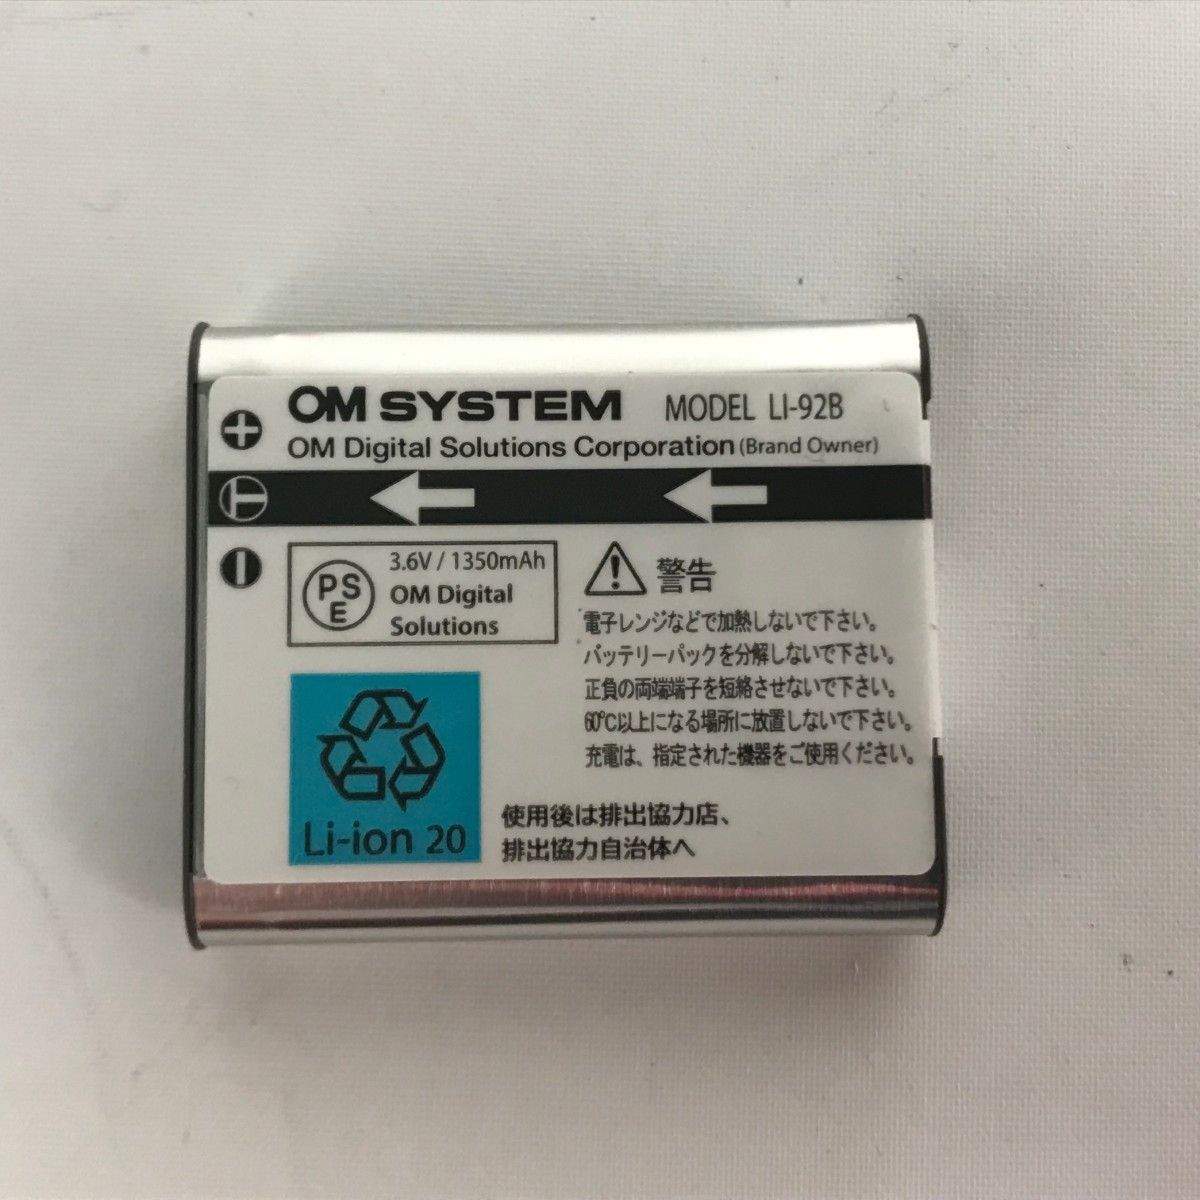 OM SYSTEM MODEL LI-92B
OM Digital Solutions Corporation (Brand Owner)
PSE
3.6V / 1350mAh
OM Digital
Solutions
警告
電子レンジなどで加熱しないで下さい。
バッテリーパックを分解しないで下さい。
正負の両端端子を短絡させないで下さい。
60℃以上になる場所に放置しないで下さい。
充電は、指定された機器をご使用ください。
Li-ion 20
使用後は排出協力店、
排出協力自治体へ